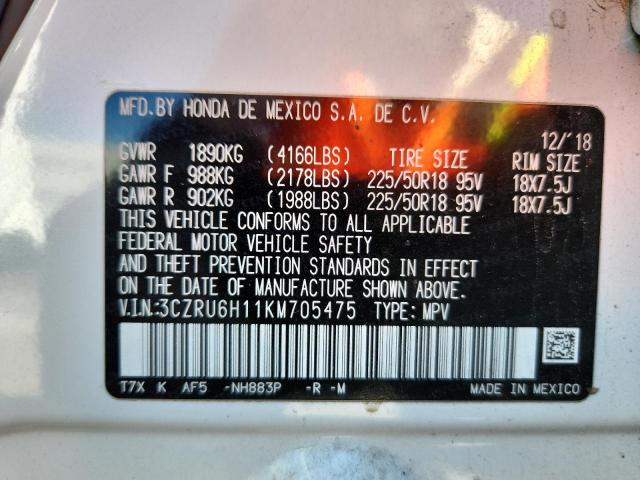 MFD.BY HONDA DE MEXICO S.A. DE C.V.
12/'18
GVWR 1890KG (4166LBS) TIRE SIZE RIM SIZE
GAWR F 988KG (2178LBS) 225/50R18 95V 18X7.5J
GAWR R 902KG (1988LBS) 225/50R18 95V 18X7.5J
THIS VEHICLE CONFORMS TO ALL APPLICABLE
FEDERAL MOTOR VEHICLE SAFETY
AND THEFT PREVENTION STANDARDS IN EFFECT
ON THE DATE OF MANUFACTURE SHOWN ABOVE.
V.I.N:3CZRU6H11KM705475 TYPE: MPV
T7X K AF5 -NH883P -R -M MADE IN MEXICO